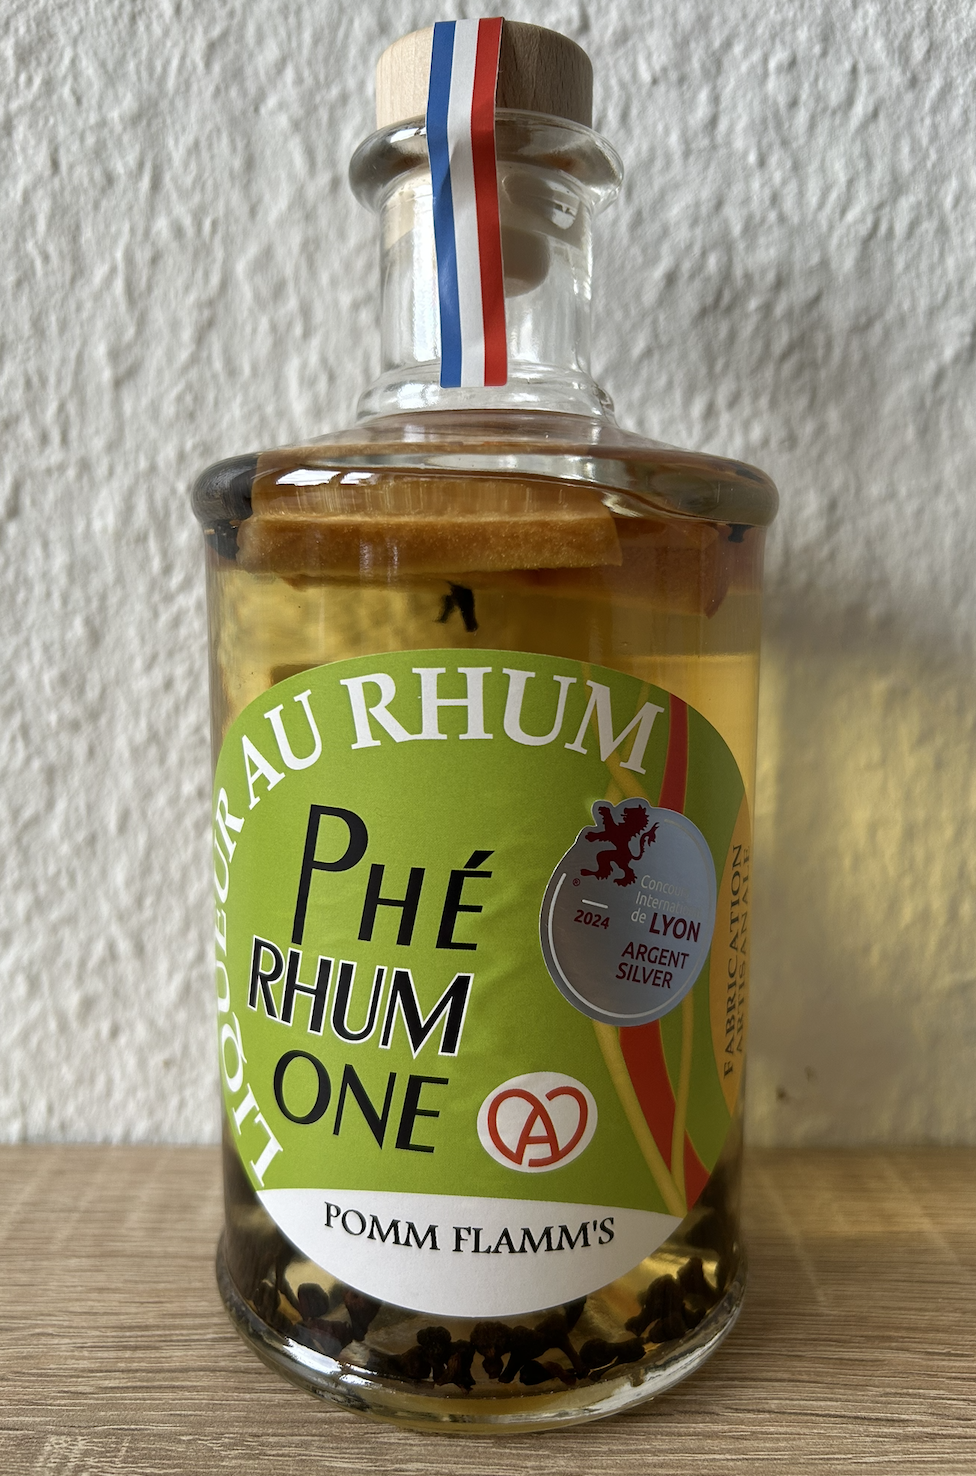 LIQUEUR AU RHUM
PHÉ
RHUM
ONE
POMM FLAMM'S
Concours
International
de LYON
2024
ARGENT
SILVER
®
FABRICATION
ARTISANALE
A